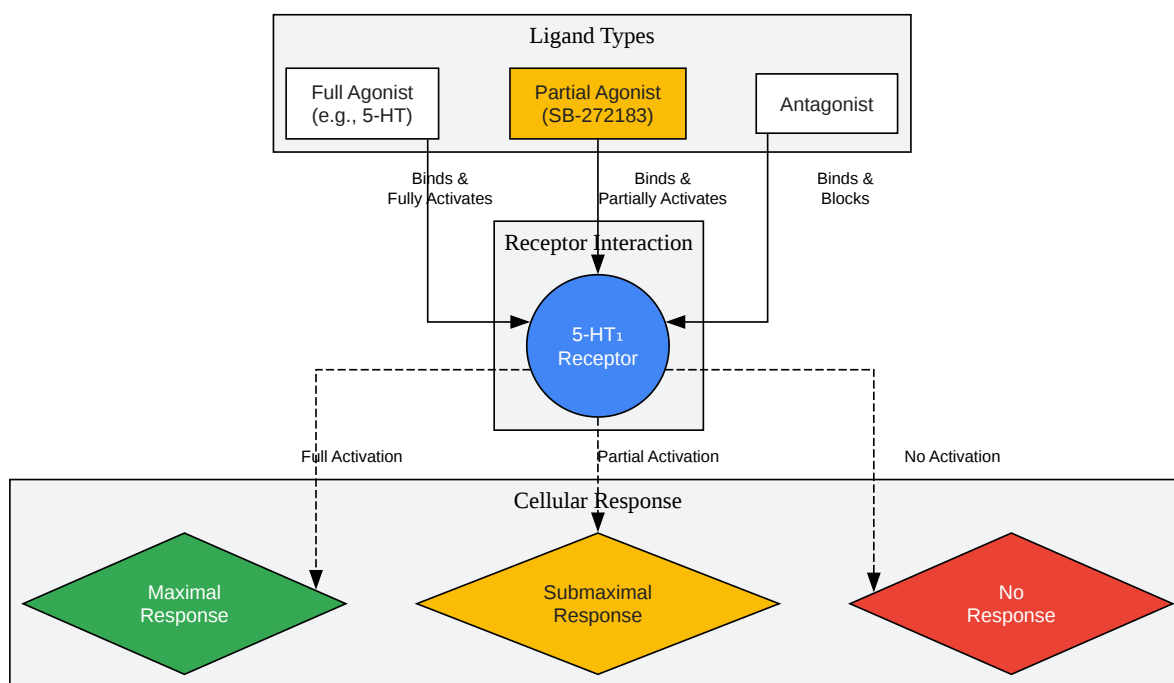 Ligand Types
Full Agonist
(e.g., 5-HT)
Partial Agonist
(SB-272183)
Antagonist
Binds &
Fully Activates
Binds &
Partially Activates
Binds &
Blocks
Receptor Interaction
5-HT₁
Receptor
Full Activation
Partial Activation
No Activation
Cellular Response
Maximal
Response
Submaximal
Response
No
Response